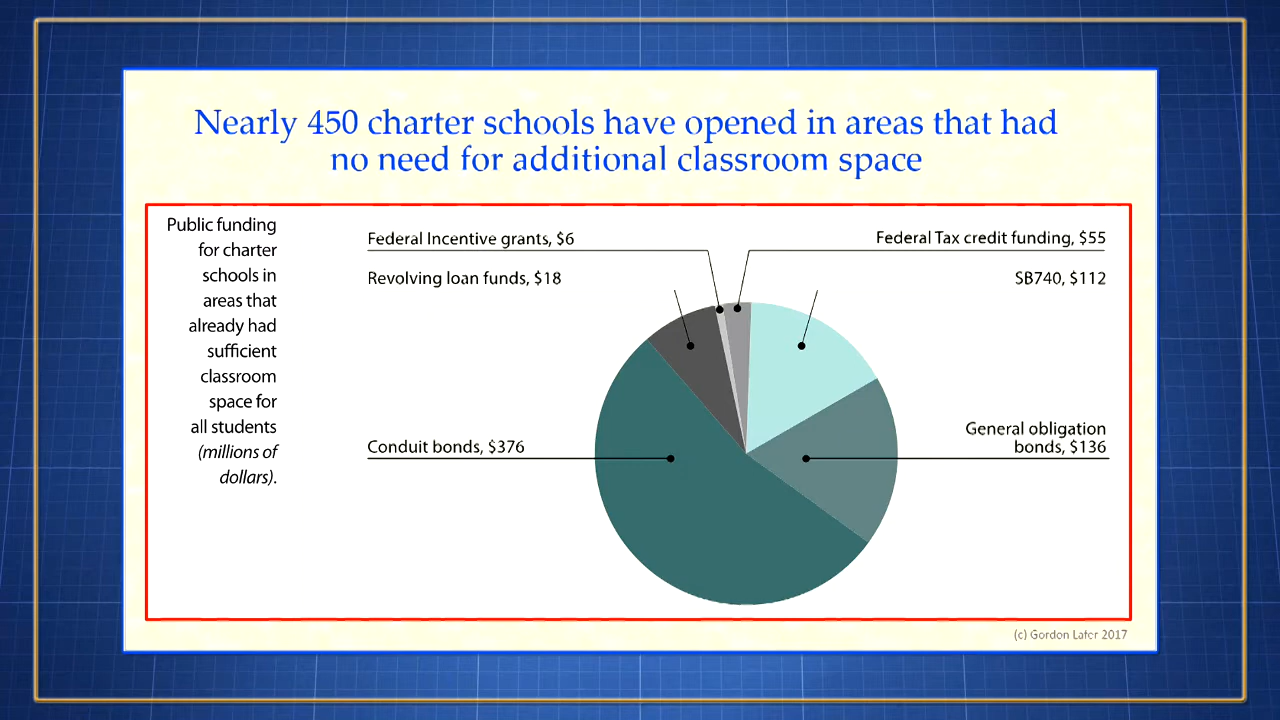 Nearly 450 charter schools have opened in areas that had
no need for additional classroom space
Public funding
for charter
schools in
areas that
already had
sufficient
classroom
space for
all students
(millions of
dollars).
Federal Incentive grants, $6
Federal Tax credit funding, $55
Revolving loan funds, $18
SB740, $112
Conduit bonds, $376
General obligation
bonds, $136
(c) Gordon Lafer 2017